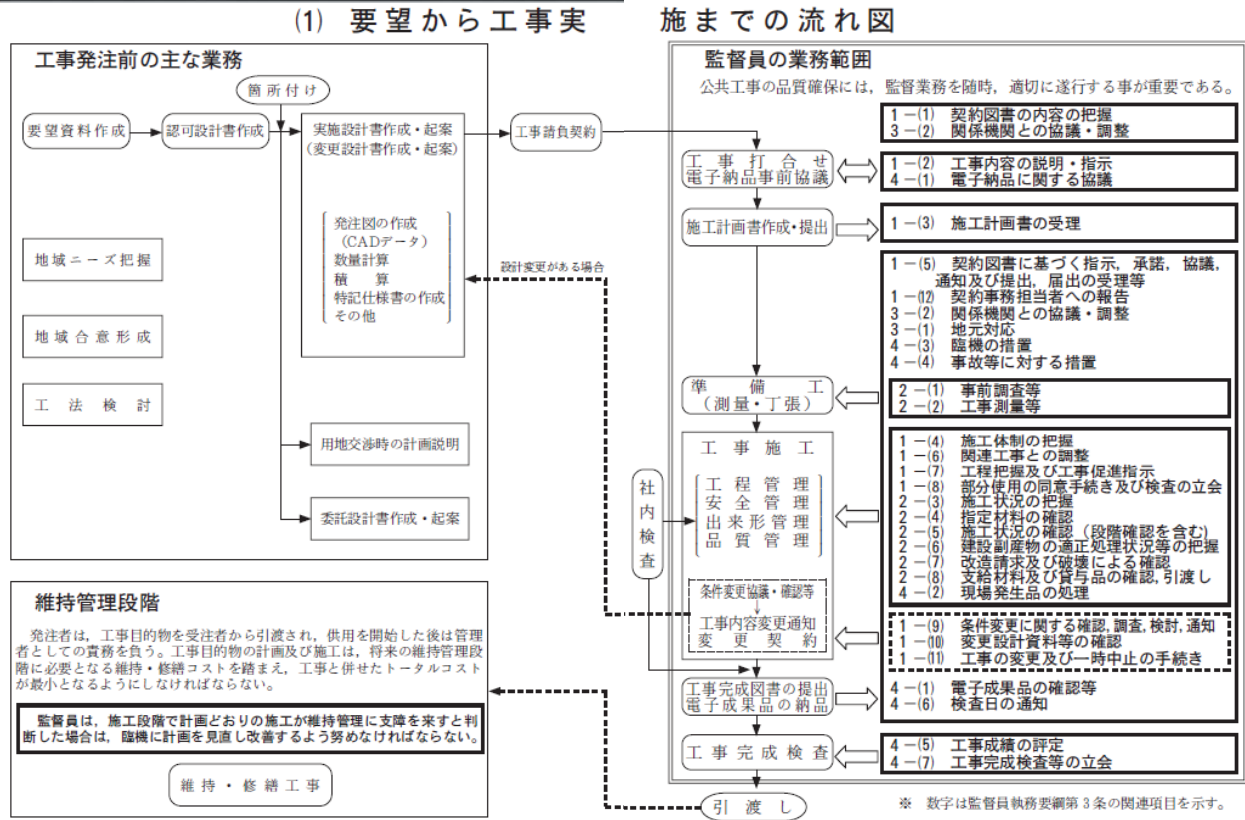 (1) 要望から工事実　施までの流れ図
工事発注前の主な業務
箇所付け
要望資料作成
認可設計書作成
実施設計書作成・起案
(変更設計書作成・起案)
発注図の作成
(CADデータ)
数量計算
積　算
特記仕様書の作成
その他
工事請負契約
地域ニーズ把握
地域合意形成
工法検討
用地交渉時の計画説明
委託設計書作成・起案
設計変更がある場合
維持管理段階
発注者は，工事目的物を受注者から引渡され，供用を開始した後は管理
者としての責務を負う。工事目的物の計画及び施工は，将来の維持管理段
階に必要となる維持・修繕コストを踏まえ，工事と併せたトータルコスト
が最小となるようにしなければならない。
監督員は，施工段階で計画どおりの施工が維持管理に支障を来すと判
断した場合は，臨機に計画を見直し改善するよう努めなければならない。
維持・修繕工事
監督員の業務範囲
公共工事の品質確保には，監督業務を随時，適切に遂行する事が重要である。
1－(1)　契約図書の内容の把握
3－(2)　関係機関との協議・調整
工事打合せ
電子納品事前協議
1－(2)　工事内容の説明・指示
4－(1)　電子納品に関する協議
施工計画書作成・提出
1－(3)　施工計画書の受理
1－(5)　契約図書に基づく指示，承諾，協議，
通知及び提出，届出の受理等
1－(12)　契約事務担当者への報告
3－(2)　関係機関との協議・調整
3－(1)　地元対応
4－(3)　臨機の措置
4－(4)　事故等に対する措置
準備工
(測量・丁張)
2－(1)　事前調査等
2－(2)　工事測量等
工事施工
工程管理
安全管理
出来形管理
品質管理
社内検査
1－(4)　施工体制の把握
1－(6)　関連工事との調整
1－(7)　工程把握及び工事促進指示
1－(8)　部分使用の同意手続き及び検査の立会
2－(3)　施工状況の把握
2－(4)　指定材料の確認
2－(5)　施工状況の確認（段階確認を含む）
2－(6)　建設副産物の適正処理状況等の把握
2－(7)　改造請求及び破壊による確認
2－(8)　支給材料及び貸与品の確認，引渡し
4－(2)　現場発生品の処理
条件変更協議・確認等
工事内容変更通知
変更契約
1－(9)　条件変更に関する確認，調査，検討，通知
1－(10)　変更設計資料等の確認
1－(11)　工事の変更及び一時中止の手続き
工事完成図書の提出
電子成果品の納品
4－(1)　電子成果品の確認等
4－(6)　検査日の通知
工事完成検査
4－(5)　工事成績の評定
4－(7)　工事完成検査等の立会
引渡し
※　数字は監督員執務要綱第3条の関連項目を示す。